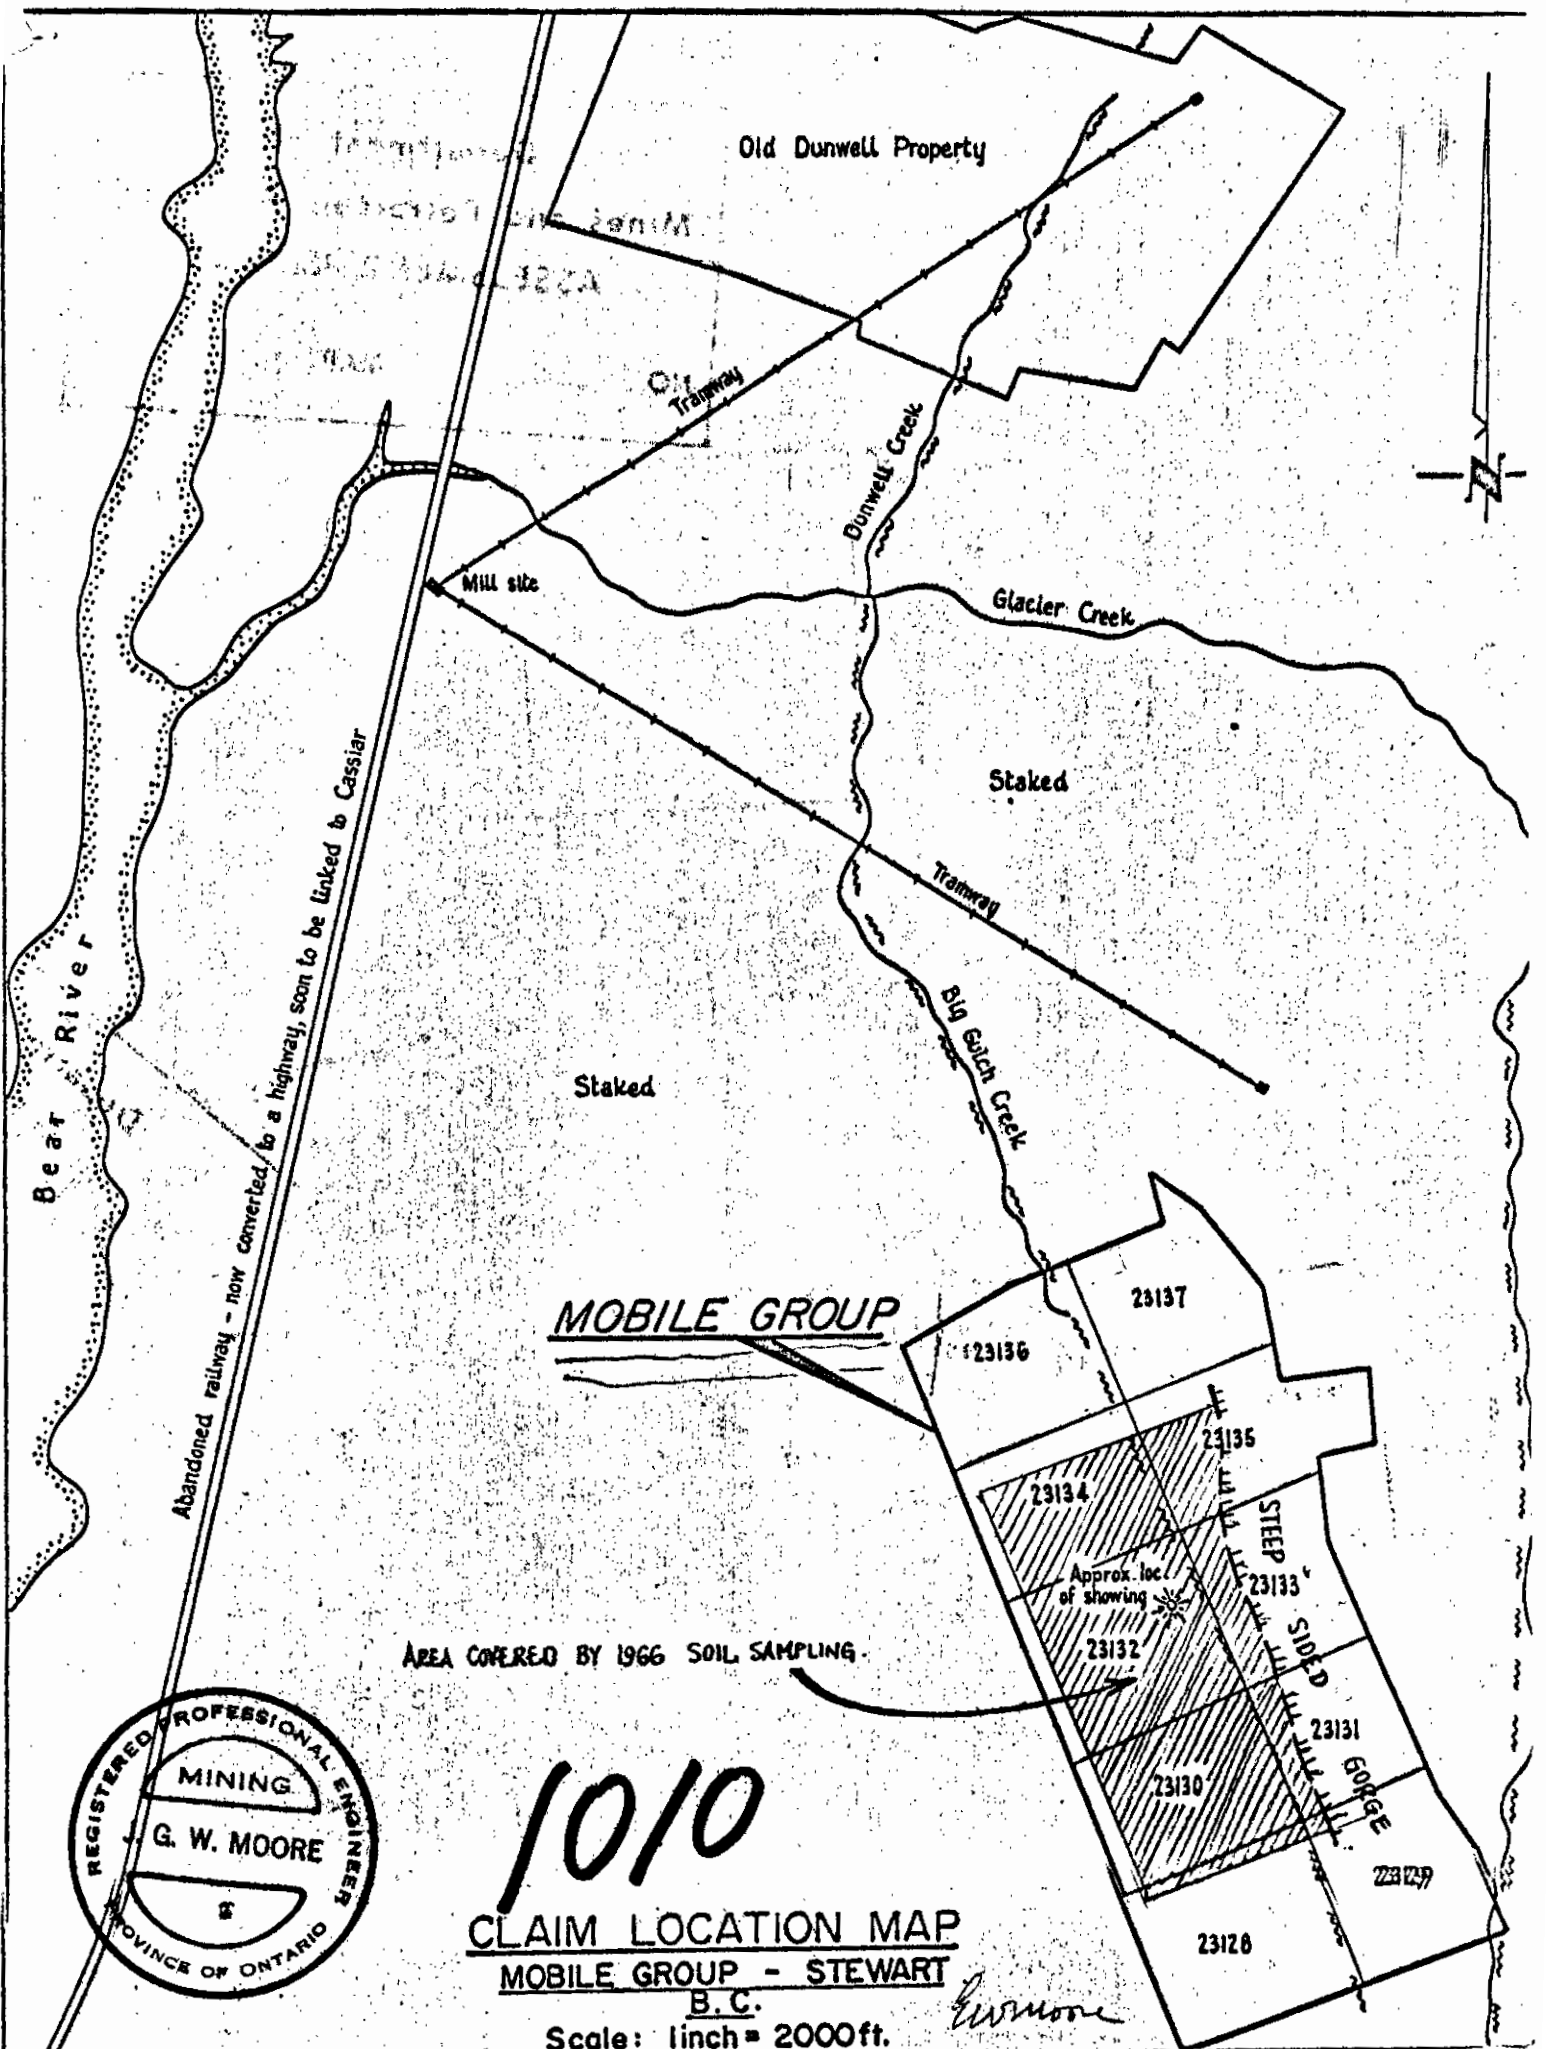 Old Dunwell Property
Tramway
Dunwell Creek
Mill site
Glacier Creek
Staked
Tramway
Abandoned railway - now converted to a highway, soon to be linked to Cassiar
Bear River
Big Gulch Creek
Staked
N
MOBILE GROUP
23137
23136
23135
23134
STEEP SIDED GORGE
Approx. loc.
of showing
23133
23132
AREA COVERED BY 1966 SOIL SAMPLING.
23131
23130
23129
23128
REGISTERED PROFESSIONAL ENGINEER
MINING
G. W. MOORE
PROVINCE OF ONTARIO
1010
CLAIM LOCATION MAP
MOBILE GROUP - STEWART
B.C.
Scale: 1inch = 2000ft.
GWMoore